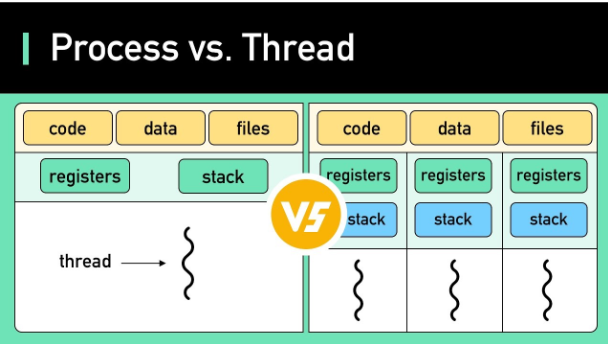 Process vs. Thread
code data files
registers stack
thread
VS
code data files
registers registers registers
stack stack stack